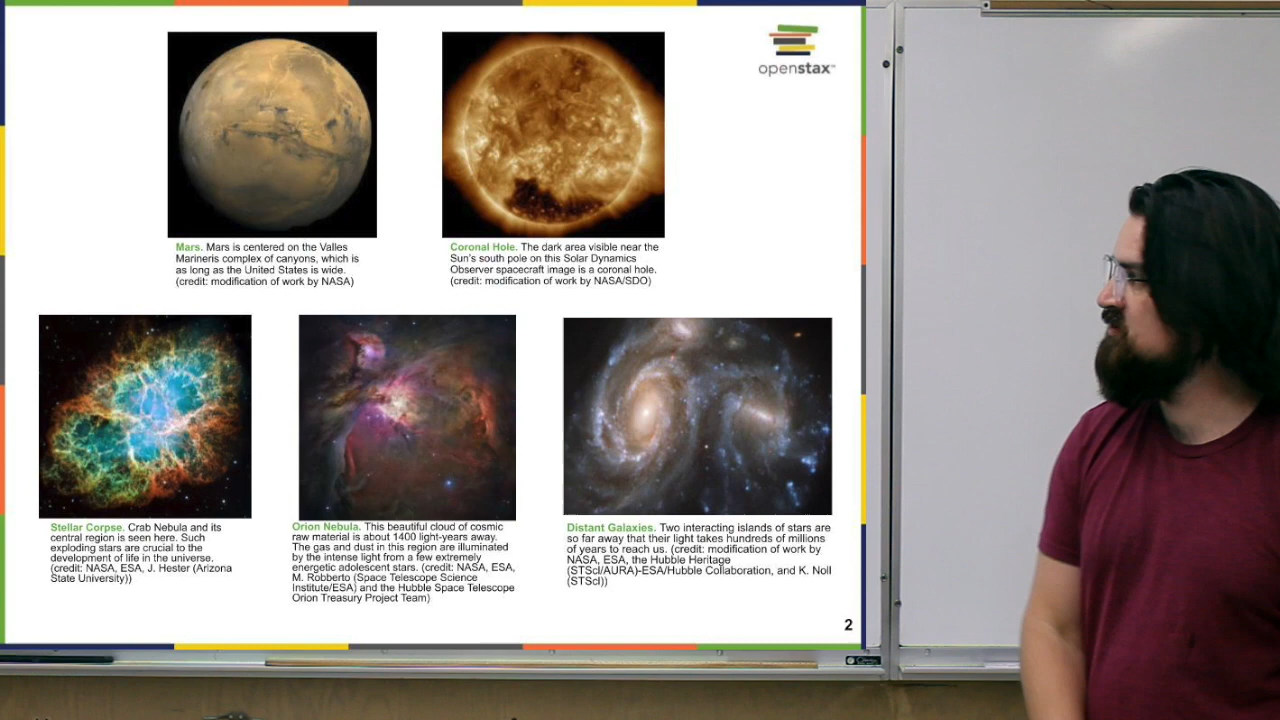 openstax™
Mars. Mars is centered on the Valles
Marineris complex of canyons, which is
as long as the United States is wide.
(credit: modification of work by NASA)
Coronal Hole. The dark area visible near the
Sun's south pole on this Solar Dynamics
Observer spacecraft image is a coronal hole.
(credit: modification of work by NASA/SDO)
Stellar Corpse. Crab Nebula and its
central region is seen here. Such
exploding stars are crucial to the
development of life in the universe.
(credit: NASA, ESA, J. Hester (Arizona
State University))
Orion Nebula. This beautiful cloud of cosmic
raw material is about 1400 light-years away.
The gas and dust in this region are illuminated
by the intense light from a few extremely
energetic adolescent stars. (credit: NASA, ESA,
M. Robberto (Space Telescope Science
Institute/ESA) and the Hubble Space Telescope
Orion Treasury Project Team)
Distant Galaxies. Two interacting islands of stars are
so far away that their light takes hundreds of millions
of years to reach us. (credit: modification of work by
NASA, ESA, the Hubble Heritage
(STScI/AURA)-ESA/Hubble Collaboration, and K. Noll
(STScI))
2